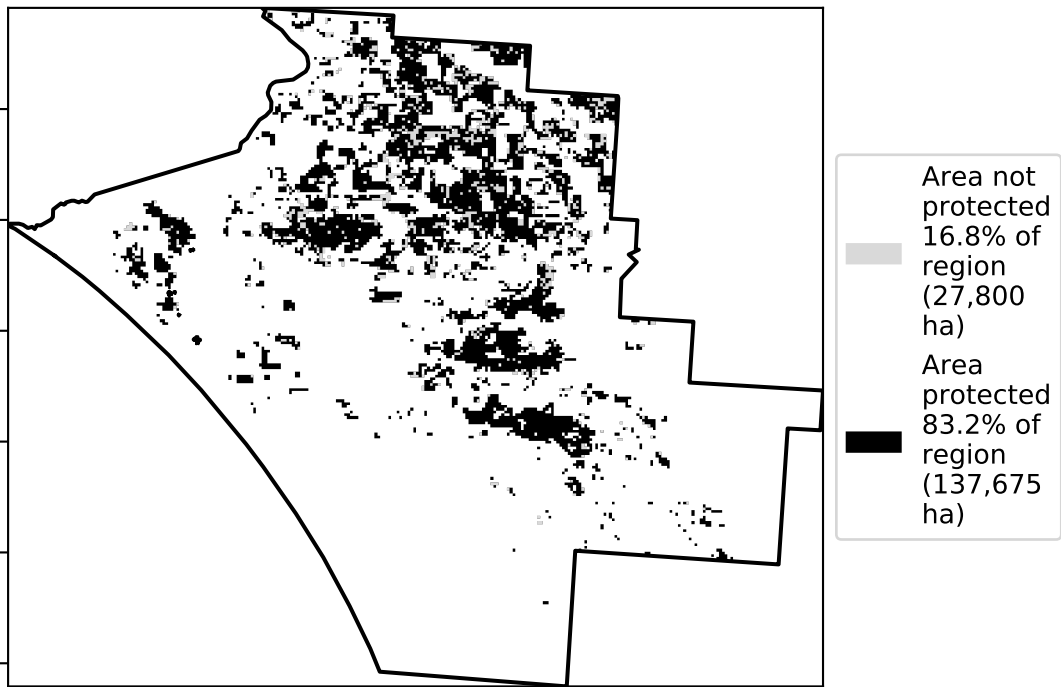 Area not
protected
16.8% of
region
(27,800
ha)
Area
protected
83.2% of
region
(137,675
ha)